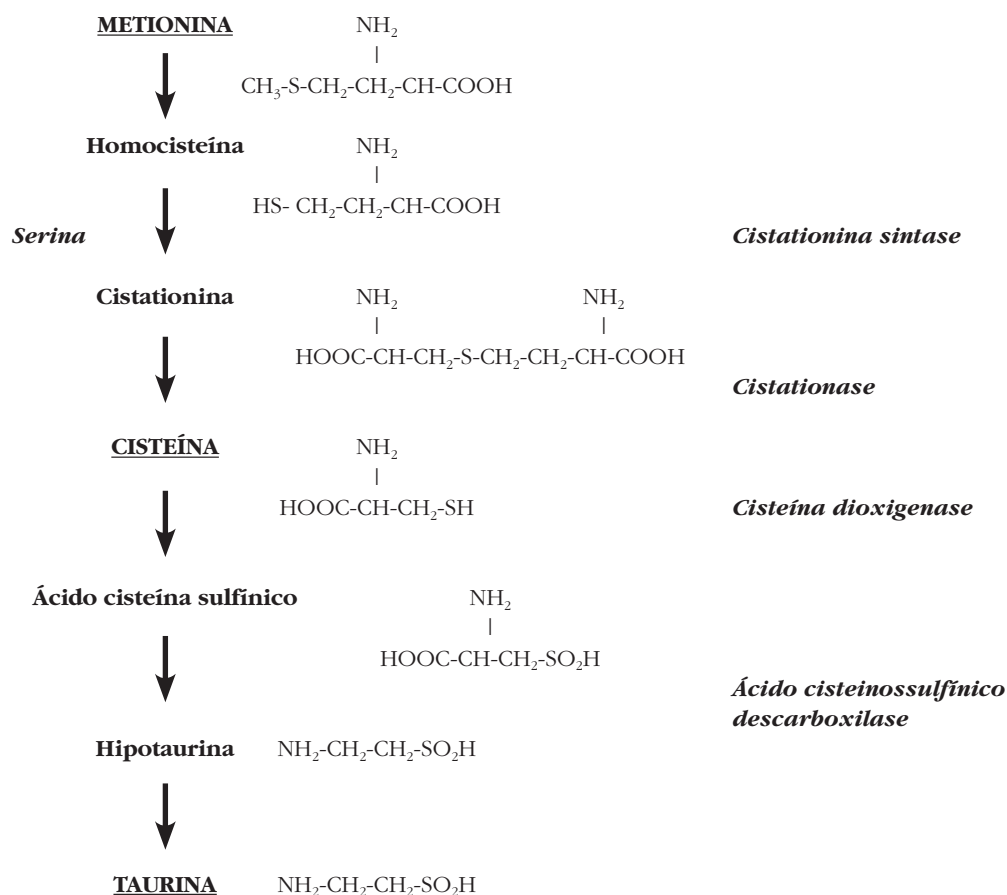 METIONINA NH₂
|
CH₃-S-CH₂-CH₂-CH-COOH
Homocisteína NH₂
|
HS- CH₂-CH₂-CH-COOH
Serina Cistationina sintase
Cistationina NH₂ NH₂
| |
HOOC-CH-CH₂-S-CH₂-CH₂-CH-COOH
Cistationase
CISTEÍNA NH₂
|
HOOC-CH-CH₂-SH Cisteína dioxigenase
Ácido cisteína sulfínico NH₂
|
HOOC-CH-CH₂-SO₂H
Ácido cisteinossulfínico
descarboxilase
Hipotaurina NH₂-CH₂-CH₂-SO₂H
TAURINA NH₂-CH₂-CH₂-SO₂H